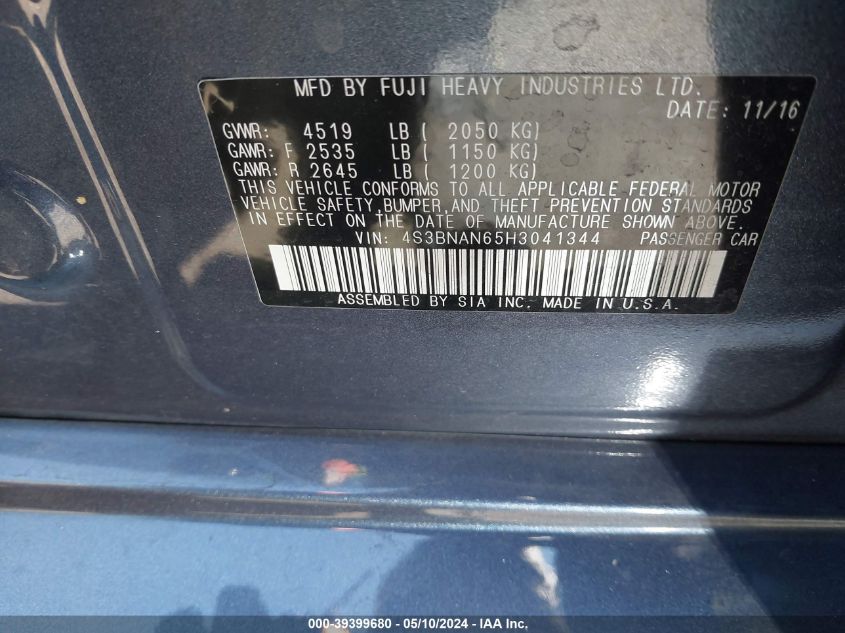 MFD BY FUJI HEAVY INDUSTRIES LTD.
DATE: 11/16
GVWR: 4519 LB ( 2050 KG)
GAWR: F 2535 LB ( 1150 KG)
GAWR: R 2645 LB ( 1200 KG)
THIS VEHICLE CONFORMS TO ALL APPLICABLE FEDERAL MOTOR
VEHICLE SAFETY,BUMPER,AND THEFT PREVENTION STANDARDS
IN EFFECT ON THE DATE OF MANUFACTURE SHOWN ABOVE.
VIN: 4S3BNAN65H3041344 PASSENGER CAR
ASSEMBLED BY SIA INC. MADE IN U.S.A.
000-39399680 - 05/10/2024 - IAA Inc.